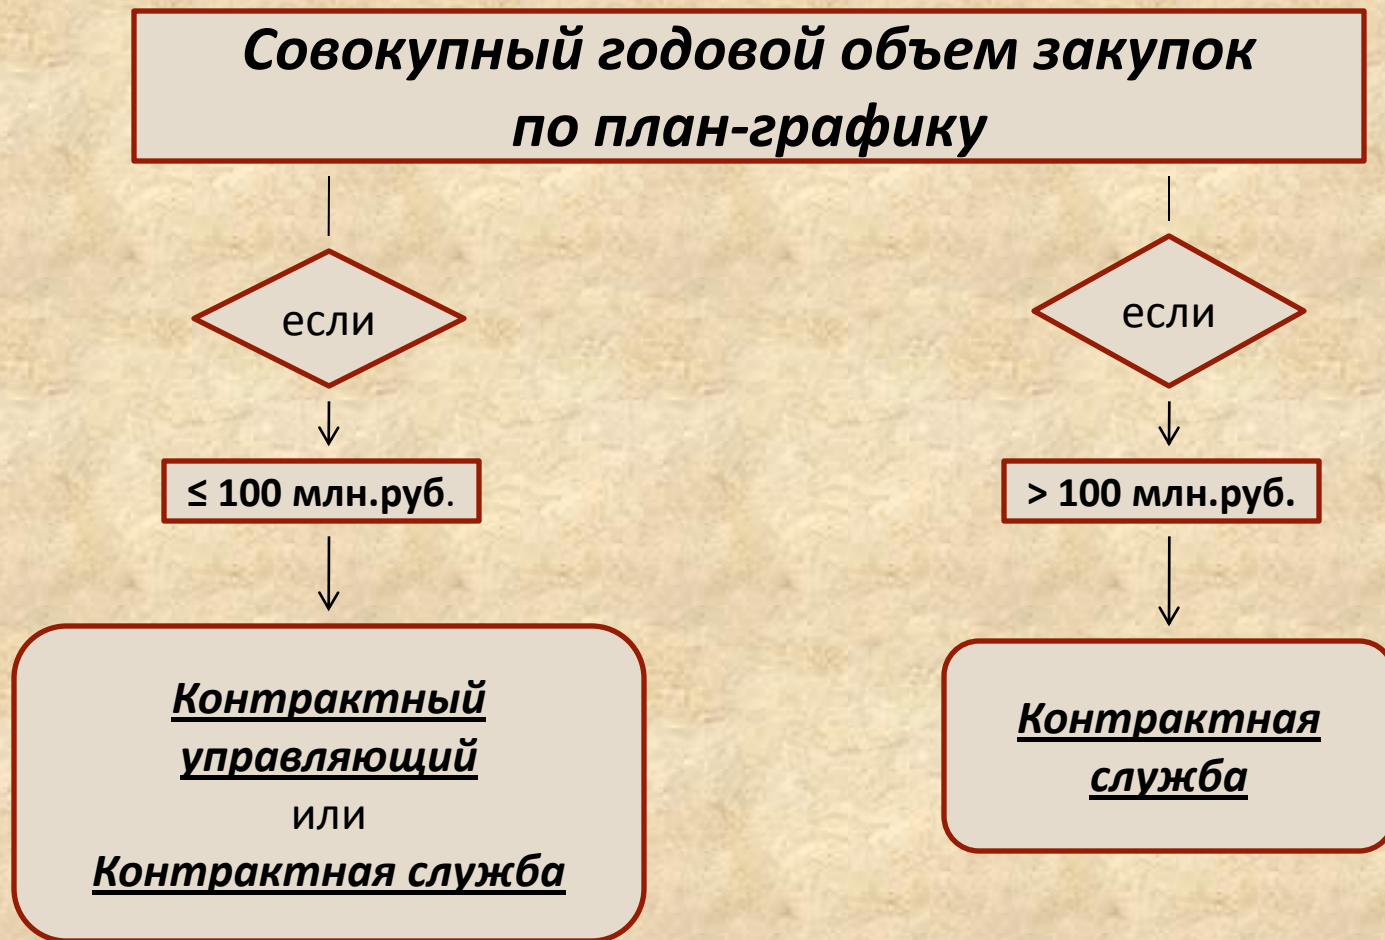 Совокупный годовой объем закупок
по план-графику
если
если
≤ 100 млн.руб.
> 100 млн.руб.
Контрактный
управляющий
или
Контрактная служба
Контрактная
служба